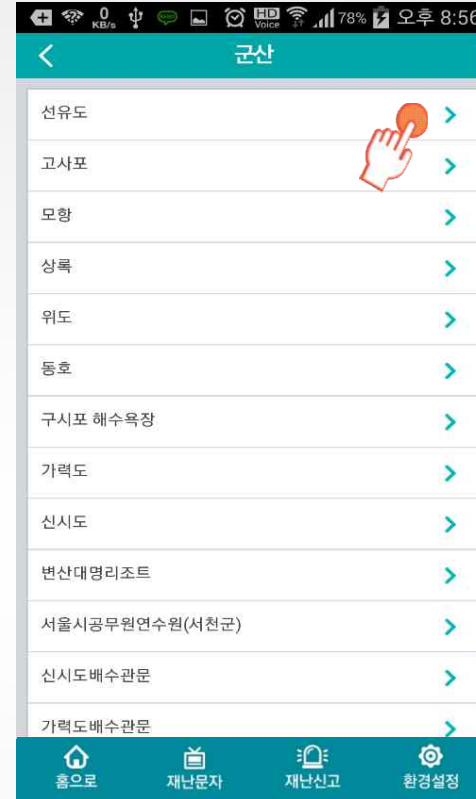 0 KB/s HD Voice 78% 오후 8:56
군산
선유도
고사포
모항
상록
위도
동호
구시포 해수욕장
가력도
신시도
변산대명리조트
서울시공무원연수원(서천군)
신시도배수관문
가력도배수관문
홈으로 재난문자 재난신고 환경설정